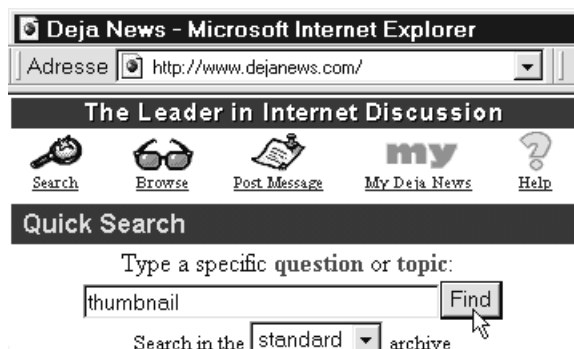 Deja News - Microsoft Internet Explorer
Adresse http://www.dejanews.com/
The Leader in Internet Discussion
my
Search Browse Post Message My Deja News Help
Quick Search
Type a specific question or topic:
thumbnail Find
Search in the standard archive